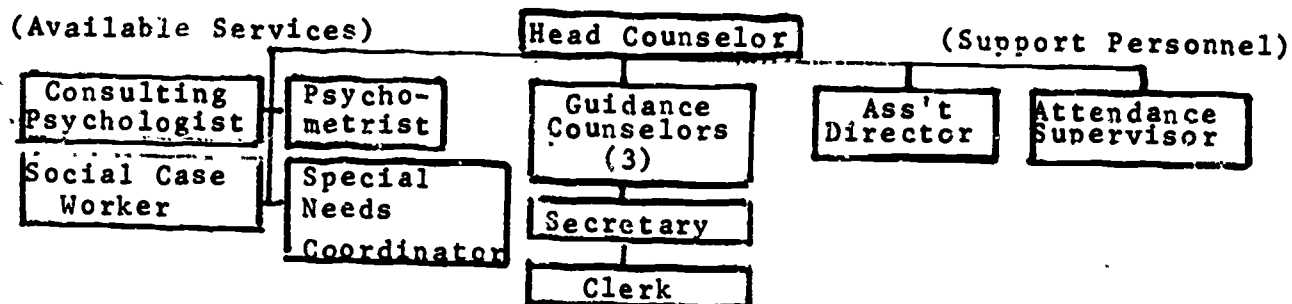 (Available Services)
Head Counselor
(Support Personnel)
Consulting
Psychologist
Psycho-
metrist
Guidance
Counselors
(3)
Ass't
Director
Attendance
Supervisor
Social Case
Worker
Special
Needs
Coordinator
Secretary
Clerk